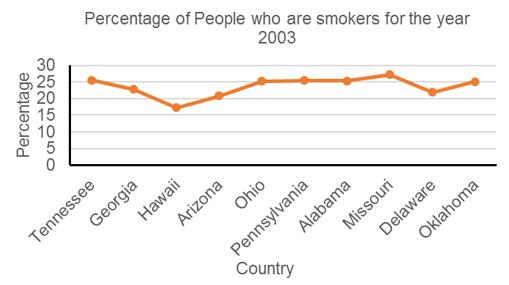 Percentage of People who are smokers for the year
2003
Percentage
30
25
20
15
10
5
0
Tennessee
Georgia
Hawaii
Arizona
Ohio
Pennsylvania
Alabama
Missouri
Delaware
Oklahoma
Country